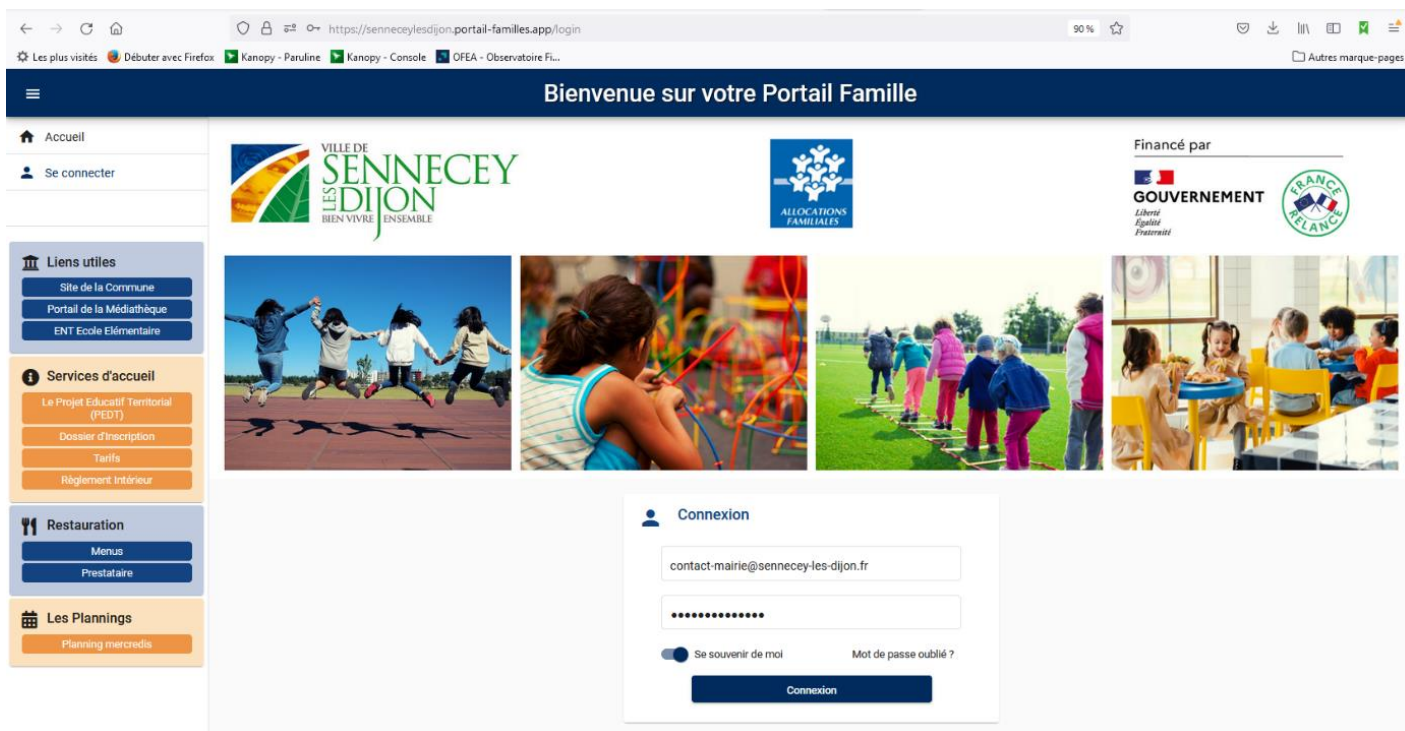 https://senneceylesdijon.portail-familles.app/login
90 %
Les plus visités
Débuter avec Firefox
Kanopy - Paruline
Kanopy - Console
OFEA - Observatoire Fi...
Autres marque-pages
Bienvenue sur votre Portail Famille
Accueil
Se connecter
Liens utiles
Site de la Commune
Portail de la Médiathèque
ENT Ecole Elémentaire
Services d'accueil
Le Projet Educatif Territorial
(PEDT)
Dossier d'Inscription
Tarifs
Règlement Intérieur
Restauration
Menus
Prestataire
Les Plannings
Planning mercredis
VILLE DE
SENNECEY
LES DIJON
BIEN VIVRE ENSEMBLE
ALLOCATIONS
FAMILIALES
Financé par
GOUVERNEMENT
Liberté
Égalité
Fraternité
FRANCE
RELANCE
Connexion
contact-mairie@sennecey-les-dijon.fr
••••••••••••••
Se souvenir de moi
Mot de passe oublié ?
Connexion